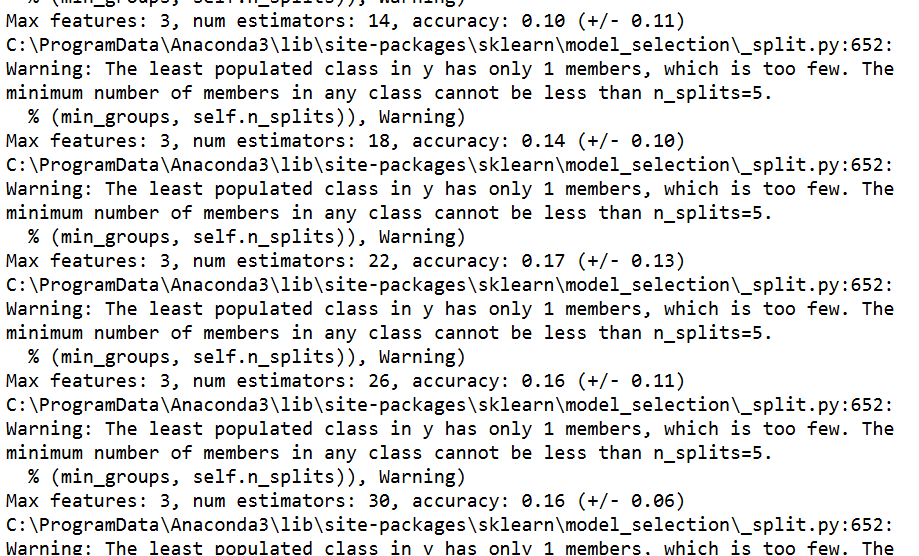 % (min_groups, self.n_splits)), Warning)
Max features: 3, num estimators: 14, accuracy: 0.10 (+/- 0.11)
C:\ProgramData\Anaconda3\lib\site-packages\sklearn\model_selection\_split.py:652:
Warning: The least populated class in y has only 1 members, which is too few. The
minimum number of members in any class cannot be less than n_splits=5.
  % (min_groups, self.n_splits)), Warning)
Max features: 3, num estimators: 18, accuracy: 0.14 (+/- 0.10)
C:\ProgramData\Anaconda3\lib\site-packages\sklearn\model_selection\_split.py:652:
Warning: The least populated class in y has only 1 members, which is too few. The
minimum number of members in any class cannot be less than n_splits=5.
  % (min_groups, self.n_splits)), Warning)
Max features: 3, num estimators: 22, accuracy: 0.17 (+/- 0.13)
C:\ProgramData\Anaconda3\lib\site-packages\sklearn\model_selection\_split.py:652:
Warning: The least populated class in y has only 1 members, which is too few. The
minimum number of members in any class cannot be less than n_splits=5.
  % (min_groups, self.n_splits)), Warning)
Max features: 3, num estimators: 26, accuracy: 0.16 (+/- 0.11)
C:\ProgramData\Anaconda3\lib\site-packages\sklearn\model_selection\_split.py:652:
Warning: The least populated class in y has only 1 members, which is too few. The
minimum number of members in any class cannot be less than n_splits=5.
  % (min_groups, self.n_splits)), Warning)
Max features: 3, num estimators: 30, accuracy: 0.16 (+/- 0.06)
C:\ProgramData\Anaconda3\lib\site-packages\sklearn\model_selection\_split.py:652:
Warning: The least populated class in y has only 1 members, which is too few. The